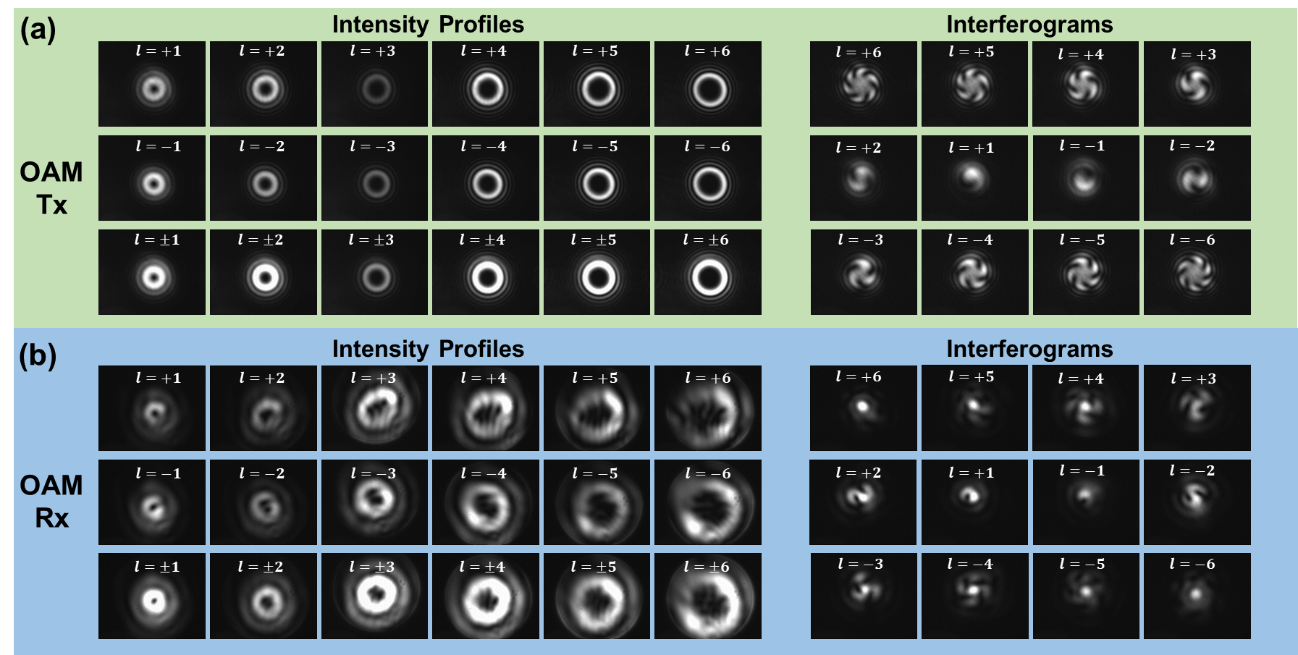 (a)
Intensity Profiles
Interferograms
l = +1 l = +2 l = +3 l = +4 l = +5 l = +6
l = +6 l = +5 l = +4 l = +3
OAM
Tx
l = −1 l = −2 l = −3 l = −4 l = −5 l = −6
l = +2 l = +1 l = −1 l = −2
l = ±1 l = ±2 l = ±3 l = ±4 l = ±5 l = ±6
l = −3 l = −4 l = −5 l = −6
(b)
Intensity Profiles
Interferograms
l = +1 l = +2 l = +3 l = +4 l = +5 l = +6
l = +6 l = +5 l = +4 l = +3
OAM
Rx
l = −1 l = −2 l = −3 l = −4 l = −5 l = −6
l = +2 l = +1 l = −1 l = −2
l = ±1 l = ±2 l = +3 l = ±4 l = ±5 l = ±6
l = −3 l = −4 l = −5 l = −6